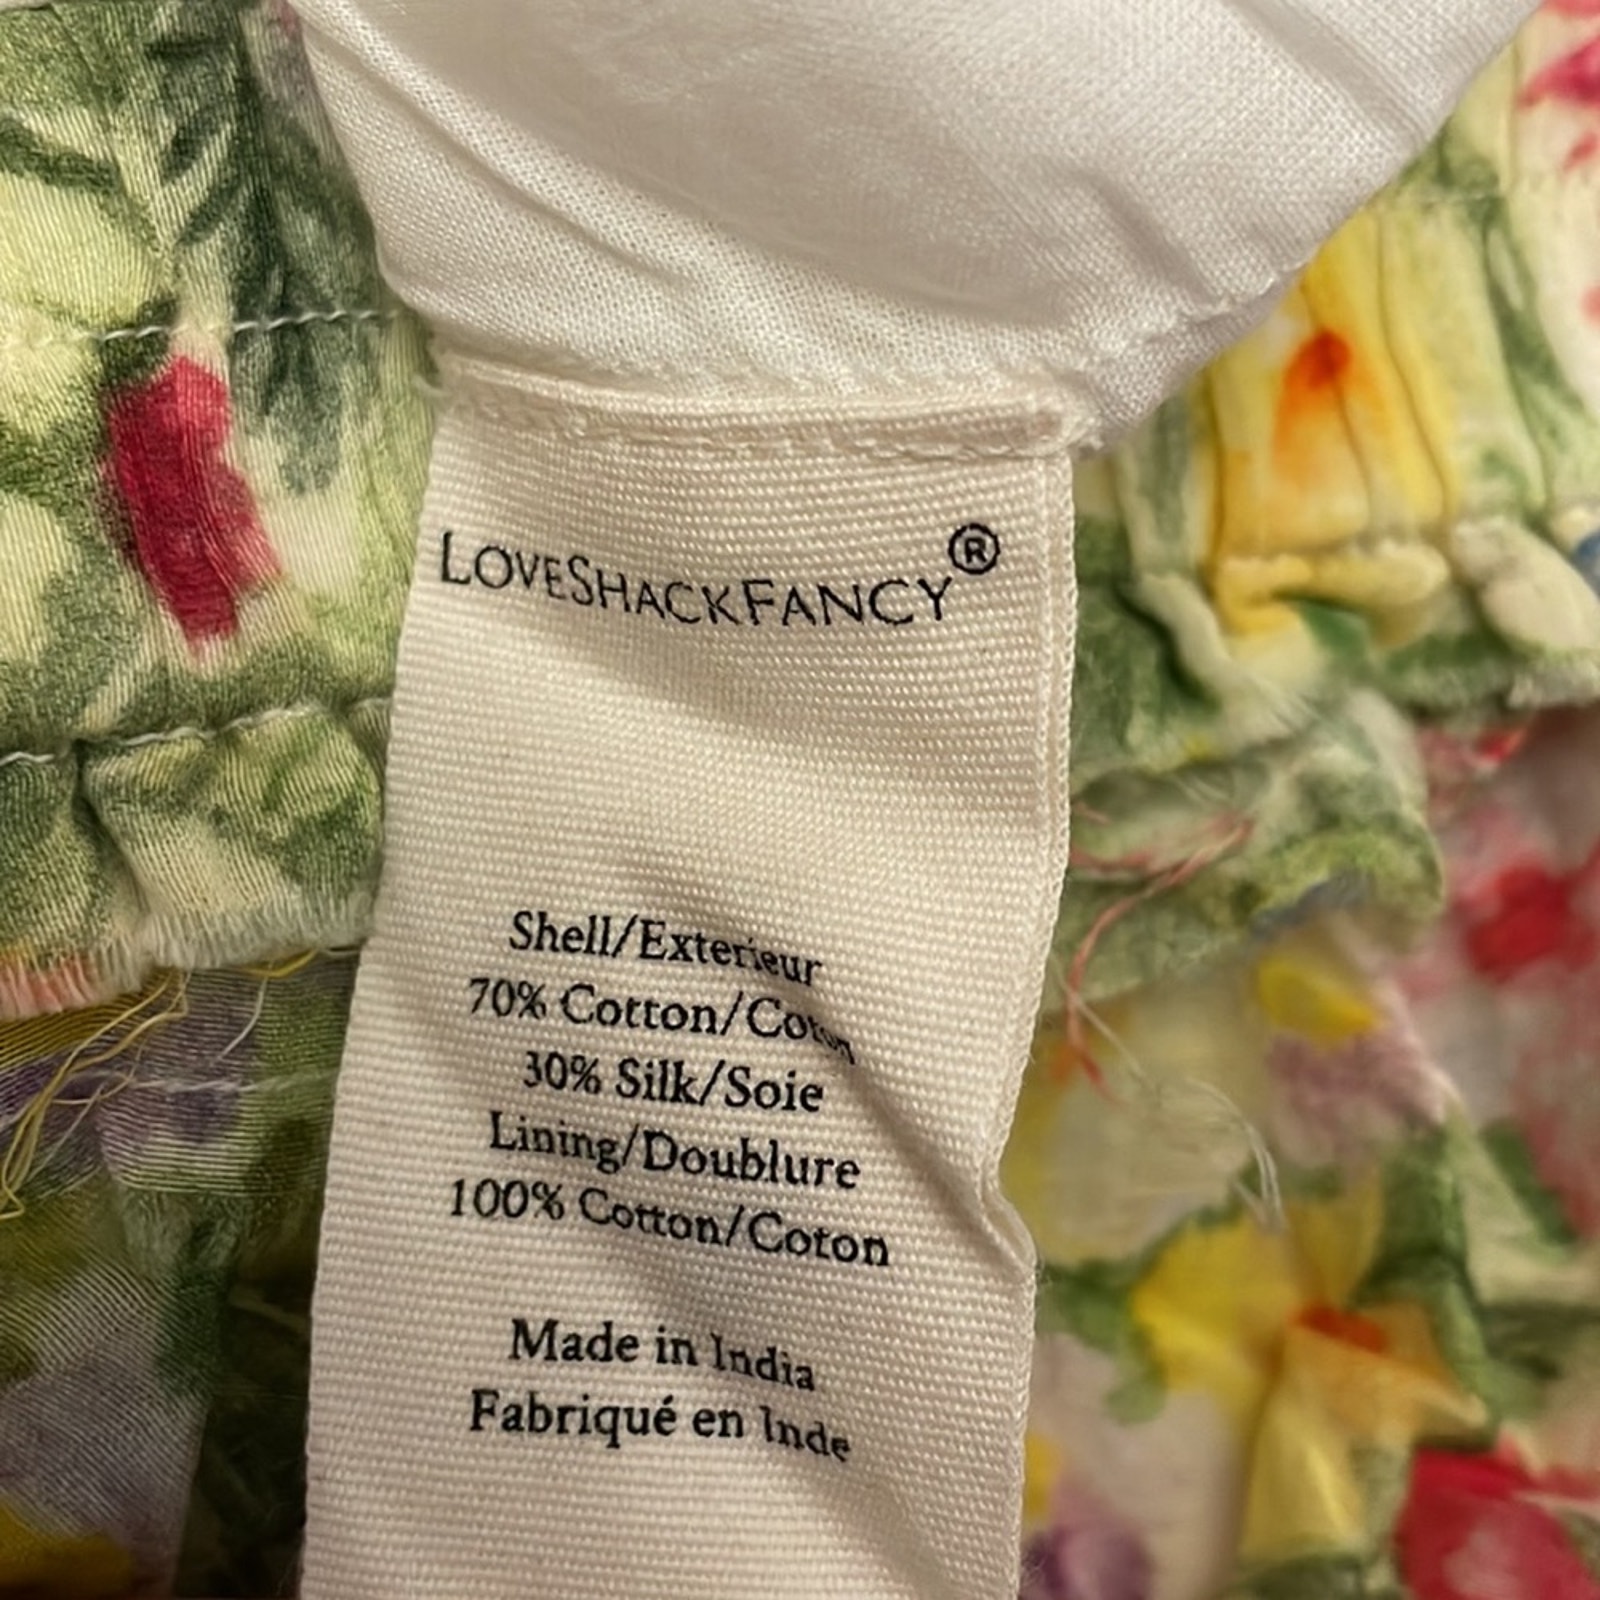 LOVESHACKFANCY®
Shell/Exterieur
70% Cotton/Coton
30% Silk/Soie
Lining/Doublure
100% Cotton/Coton
Made in India
Fabriqué en Inde